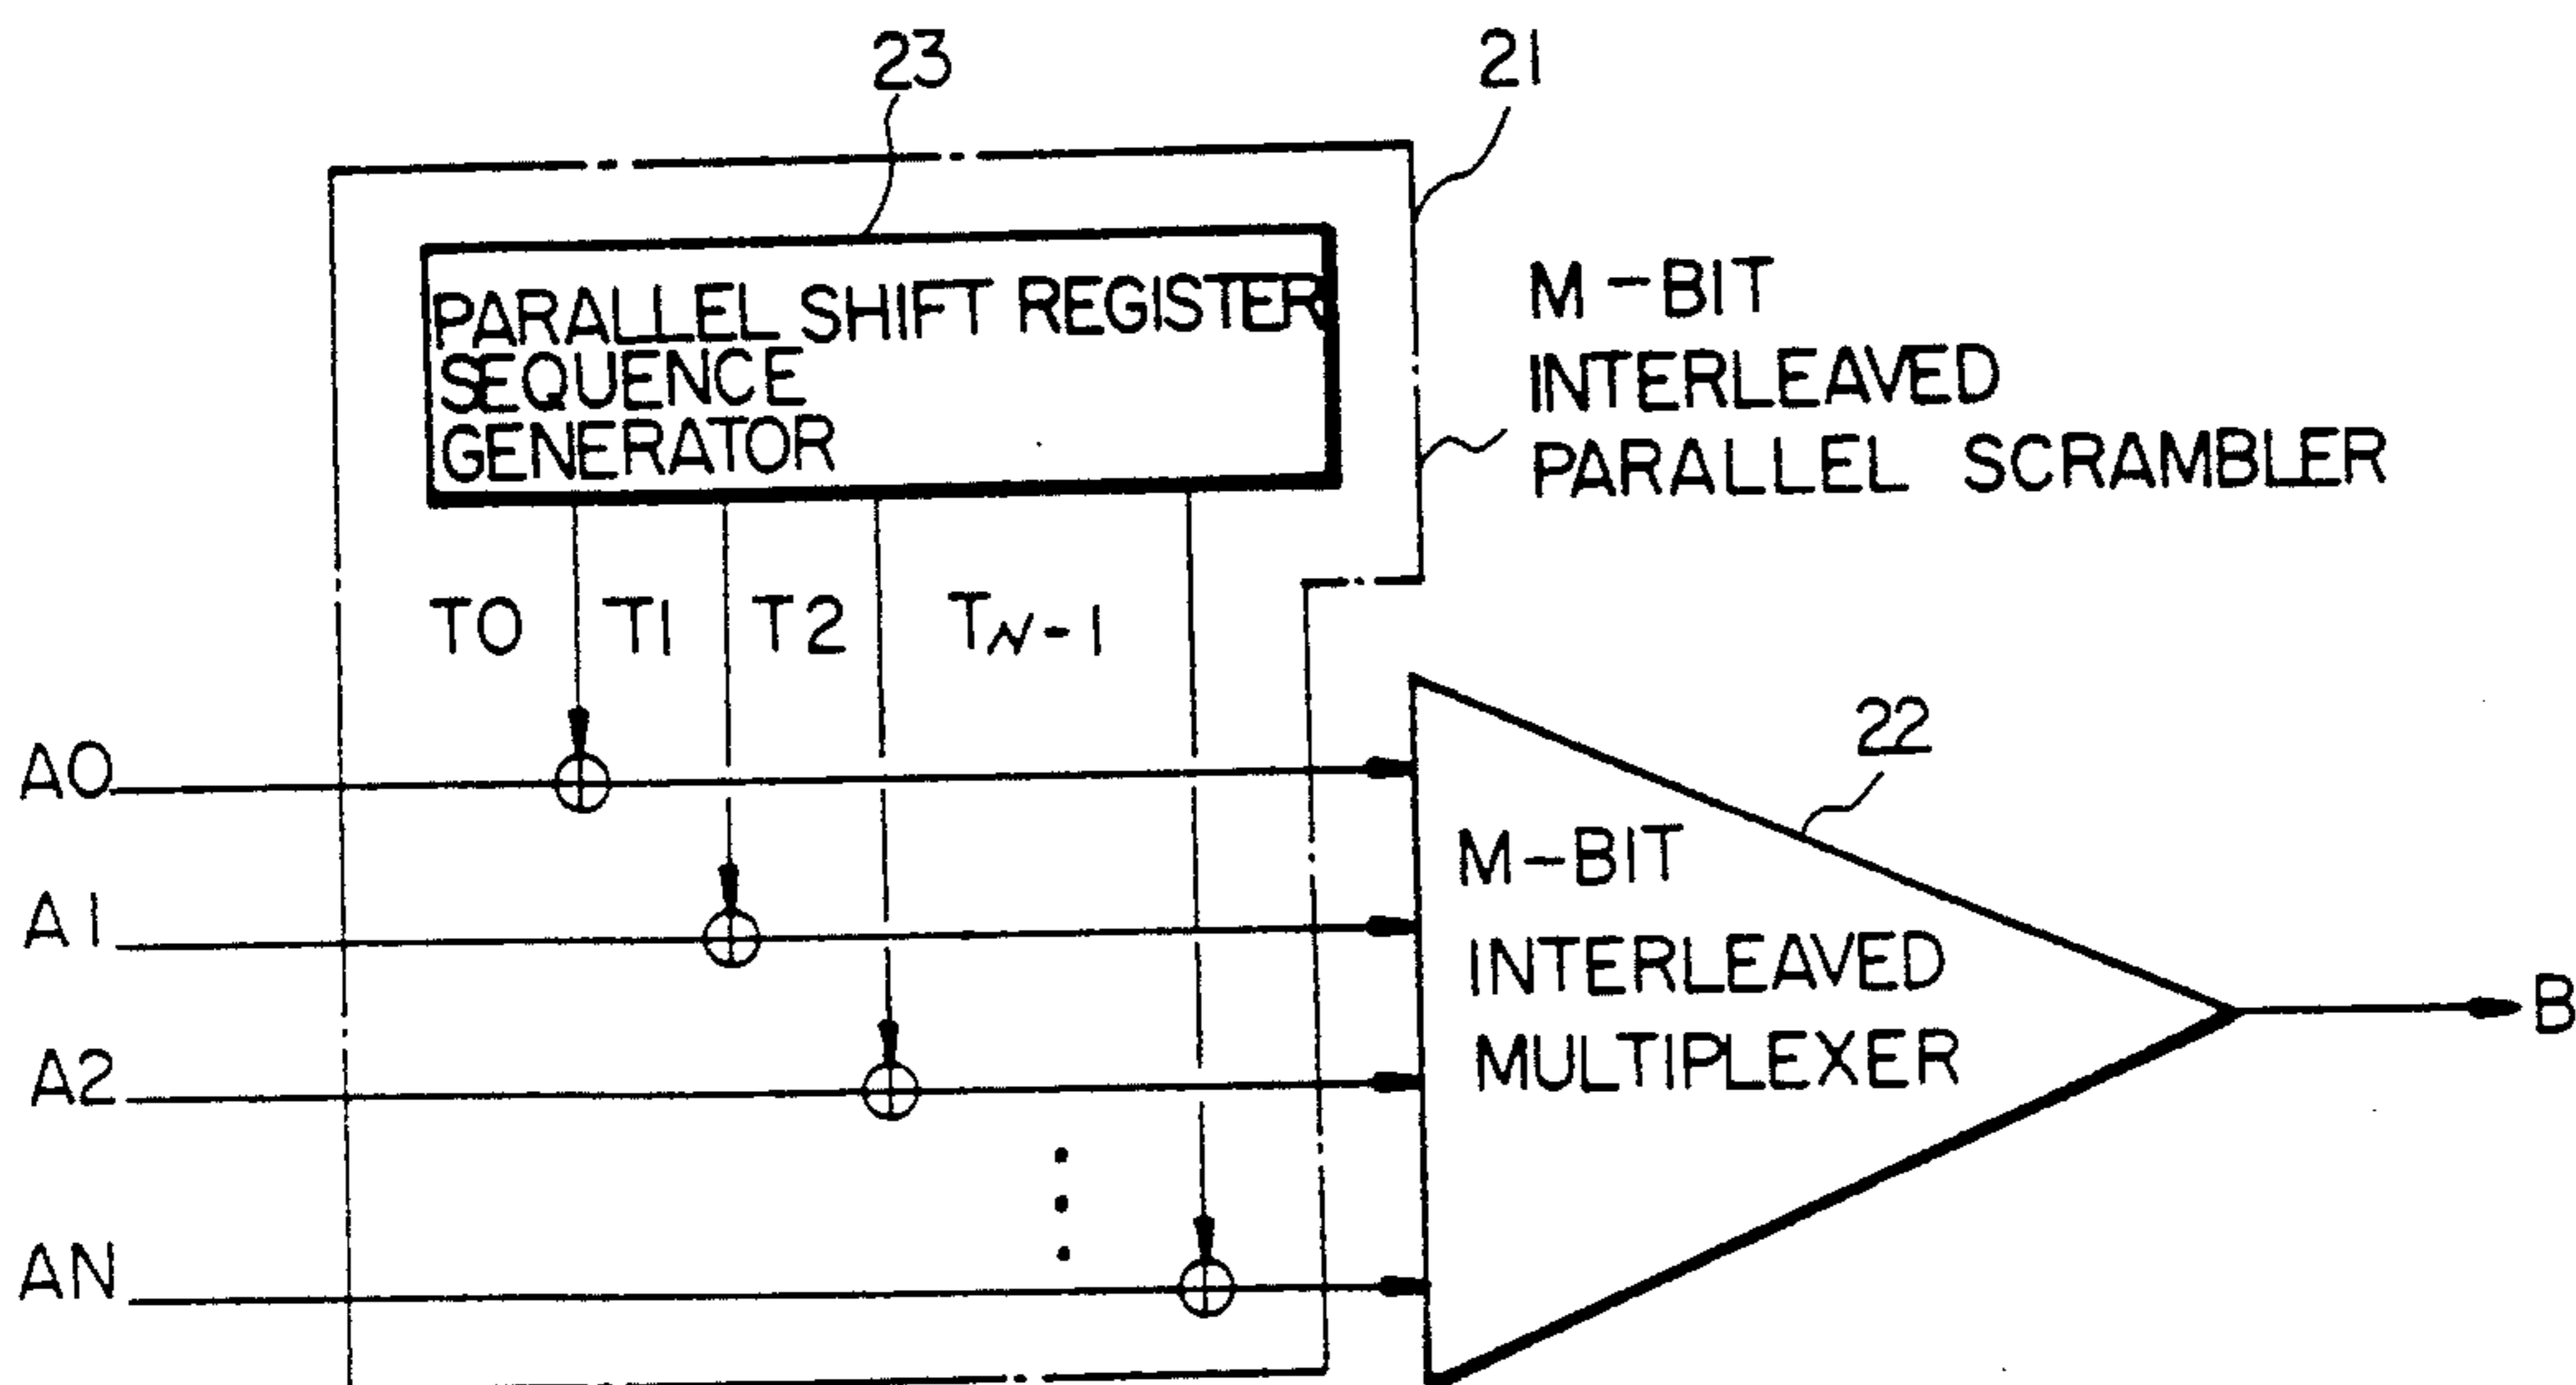 23
21
PARALLEL SHIFT REGISTER
SEQUENCE
GENERATOR
M-BIT
INTERLEAVED
PARALLEL SCRAMBLER
T0 T1 T2 TN-1
22
A0
A1
A2
AN
M-BIT
INTERLEAVED
MULTIPLEXER
B